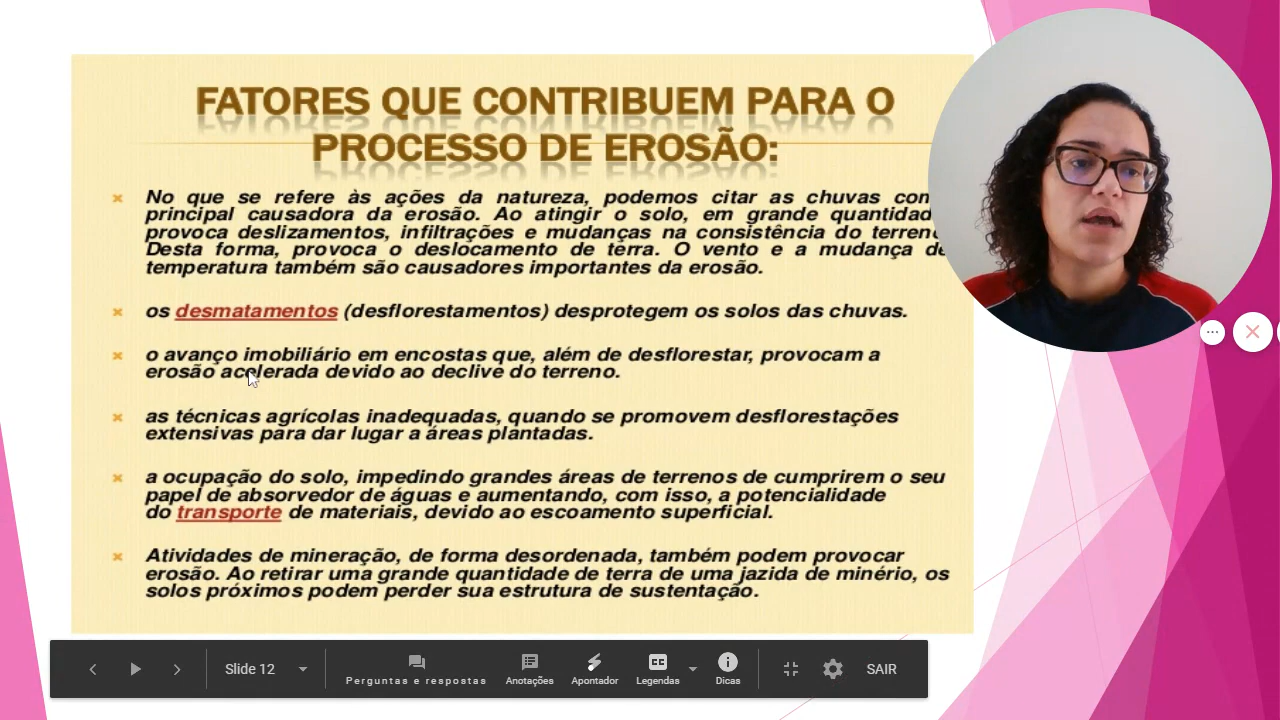 FATORES QUE CONTRIBUEM PARA O
PROCESSO DE EROSÃO:
No que se refere às ações da natureza, podemos citar as chuvas
principal causadora da erosão. Ao atingir o solo, em grande
provoca deslizamentos, infiltrações e mudanças na consistência do
Desta forma, provoca o deslocamento de terra. O vento e a mudança de
temperatura também são causadores importantes da erosão.
os desmatamentos (desflorestamentos) desprotegem os solos das chuvas.
o avanço imobiliário em encostas que, além de desflorestar, provocam a
erosão acelerada devido ao declive do terreno.
as técnicas agrícolas inadequadas, quando se promovem desflorestações
extensivas para dar lugar a áreas plantadas.
a ocupação do solo, impedindo grandes áreas de terrenos de cumprirem o seu
papel de absorvedor de águas e aumentando, com isso, a potencialidade
do transporte de materiais, devido ao escoamento superficial.
Atividades de mineração, de forma desordenada, também podem provocar
erosão. Ao retirar uma grande quantidade de terra de uma jazida de minério, os
solos próximos podem perder sua estrutura de sustentação.
Slide 12
Perguntas e respostas
Anotações
Apontador
CC
Legendas
Dicas
SAIR